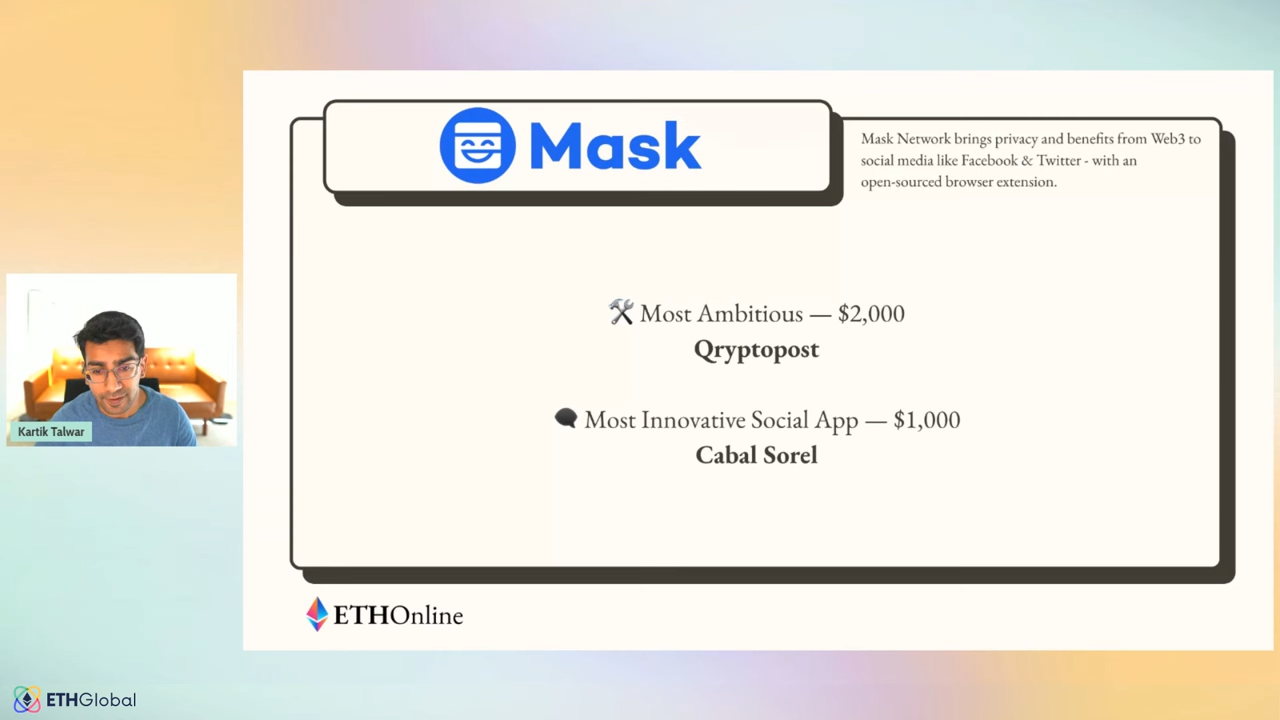 Mask
Mask Network brings privacy and benefits from Web3 to
social media like Facebook & Twitter - with an
open-sourced browser extension.
🛠 Most Ambitious — $2,000
Qryptopost
🗨 Most Innovative Social App — $1,000
Cabal Sorel
Kartik Talwar
ETHOnline
ETHGlobal